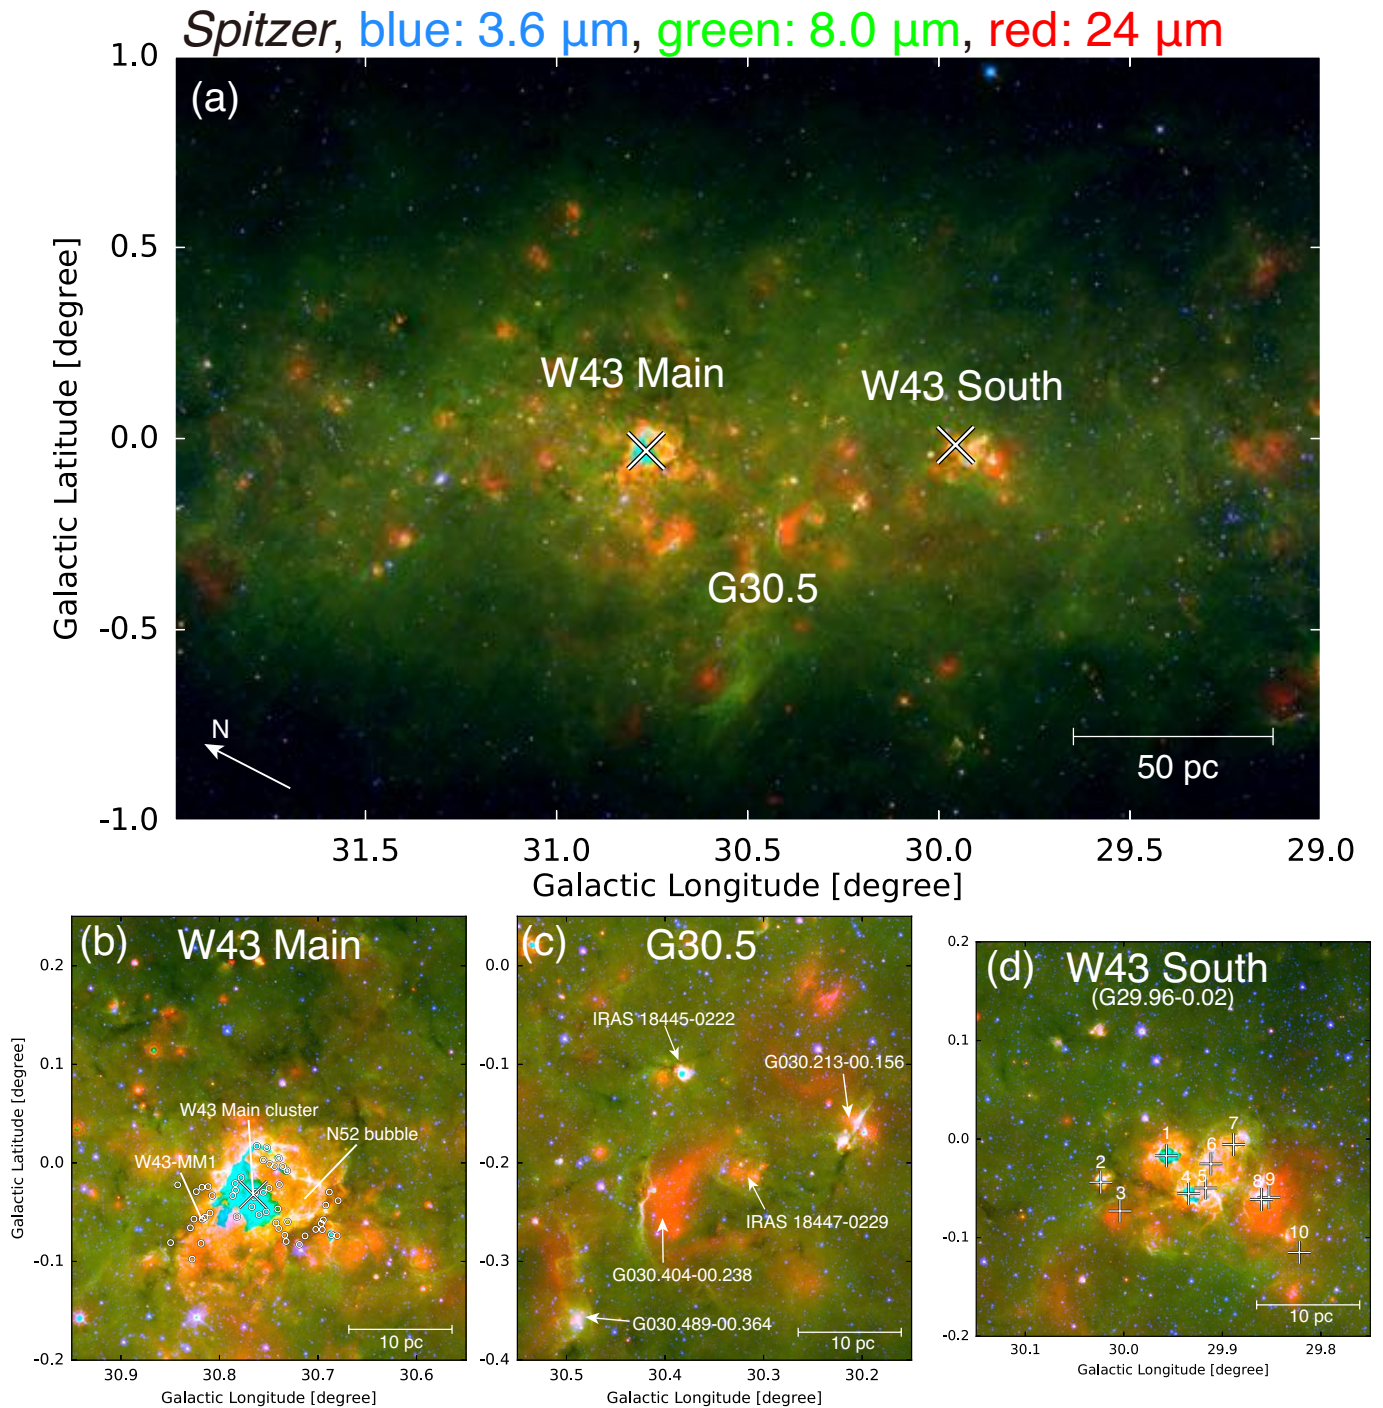 Spitzer, blue: 3.6 μm, green: 8.0 μm, red: 24 μm
(a)
1.0
0.5
0.0
-0.5
-1.0
Galactic Latitude [degree]
W43 Main
W43 South
G30.5
N
50 pc
31.5 31.0 30.5 30.0 29.5 29.0
Galactic Longitude [degree]
(b) W43 Main
0.2
0.1
0.0
-0.1
-0.2
Galactic Latitude [degree]
W43 Main cluster
N52 bubble
W43-MM1
10 pc
30.9 30.8 30.7 30.6
Galactic Longitude [degree]
(c) G30.5
0.0
-0.1
-0.2
-0.3
-0.4
IRAS 18445-0222
G030.213-00.156
IRAS 18447-0229
G030.404-00.238
G030.489-00.364
10 pc
30.5 30.4 30.3 30.2
Galactic Longitude [degree]
(d) W43 South
(G29.96-0.02)
0.2
0.1
0.0
-0.1
-0.2
1
2
3
4
5
6
7
8
9
10
10 pc
30.1 30.0 29.9 29.8
Galactic Longitude [degree]